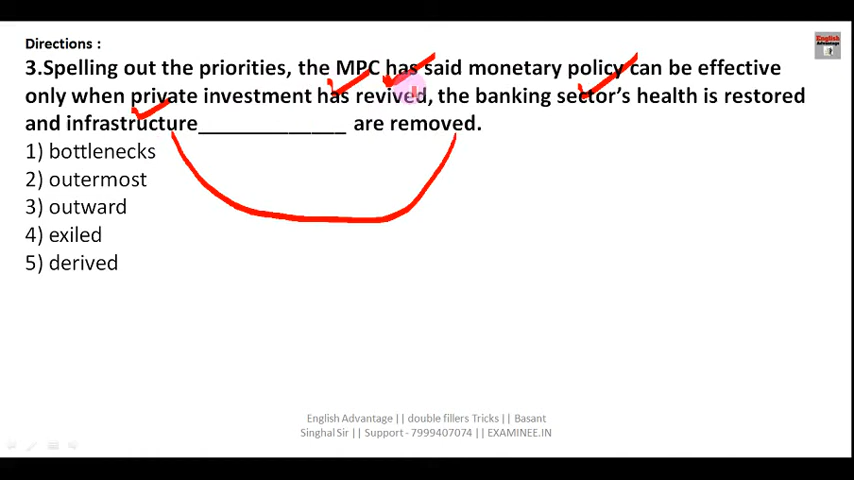 English
Advantage
Directions :
3.Spelling out the priorities, the MPC has said monetary policy can be effective
only when private investment has revived, the banking sector's health is restored
and infrastructure______________ are removed.
1) bottlenecks
2) outermost
3) outward
4) exiled
5) derived
English Advantage || double fillers Tricks || Basant
Singhal Sir || Support - 7999407074 || EXAMINEE.IN